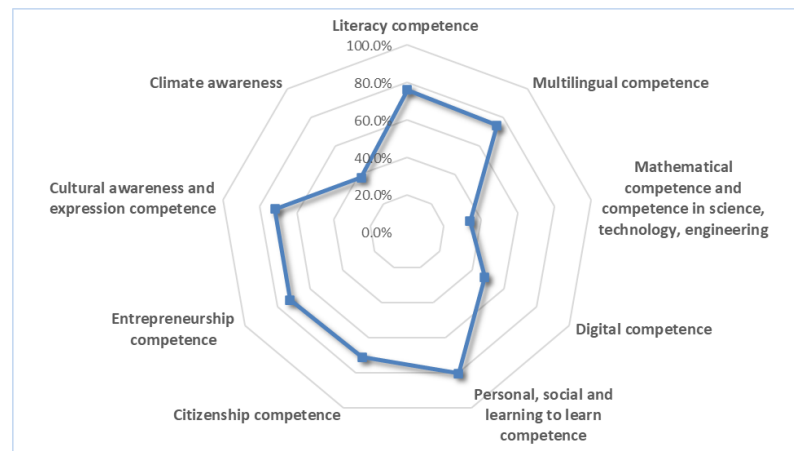 Literacy competence
100.0%
80.0%
60.0%
40.0%
20.0%
0.0%
Multilingual competence
Mathematical
competence and
competence in science,
technology, engineering
Digital competence
Personal, social and
learning to learn
competence
Citizenship competence
Entrepreneurship
competence
Cultural awareness and
expression competence
Climate awareness